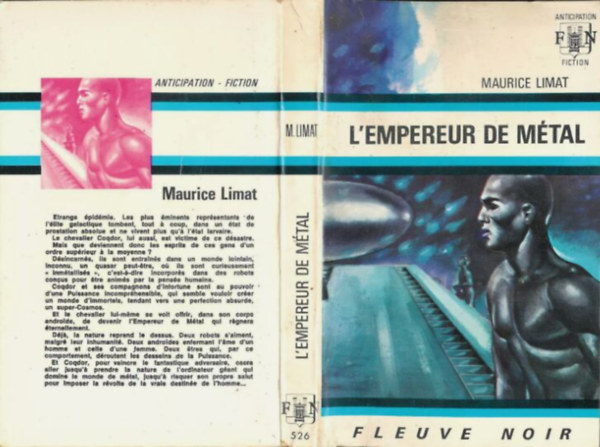 ANTICIPATION - FICTION
Maurice Limat
Etrange épidémie. Les plus éminents représentants de
l'élite galactique tombent, tout à coup, dans un état de
prostration absolue et ne vivent plus qu'à l'état larvaire.
Le chevalier Coqdor, lui aussi, est victime de ce désastre.
Mais que deviennent donc les esprits de ces gens d'un
ordre supérieur à la moyenne ?
Désincarnés, ils sont entraînés dans un monde lointain,
inconnu, un quasar peut-être, où ils sont curieusement
« inmétallisés », c'est-à-dire incorporés dans des robots
conçus pour être animés par la pensée humaine.
Coqdor et ses compagnons d'infortune sont au pouvoir
d'une Puissance incompréhensible, qui semble vouloir créer
un monde d'immortels, tendant vers une perfection absurde,
un super-Cosmos.
Et le chevalier lui-même se voit offrir, dans son corps
androïde, de devenir l'Empereur de Métal qui règnera
éternellement.
Déjà, la nature reprend le dessus. Deux robots s'aiment,
malgré leur inhumanité. Deux androïdes enfermant l'âme d'un
homme et celle d'une femme. Deux êtres qui, par ce
comportement, déroutent les desseins de la Puissance.
Et Coqdor, pour vaincre le fantastique adversaire, osera
aller jusqu'à prendre la nature de l'ordinateur géant qui
domine le monde de métal, jusqu'à risquer son propre salut
pour imposer la révolte de la vraie destinée de l'homme...
M. LIMAT
L'EMPEREUR DE MÉTAL
F N
526
ANTICIPATION
F N
FICTION
MAURICE LIMAT
L'EMPEREUR DE MÉTAL
FLEUVE NOIR